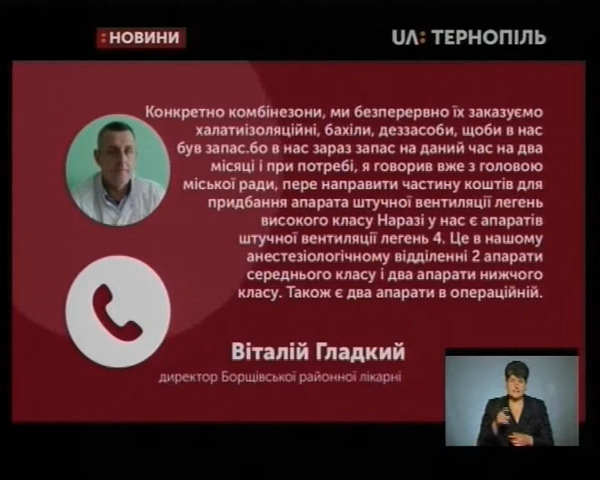 :НОВИНИ
UA: ТЕРНОПІЛЬ
Конкретно комбінезони, ми безперервно їх заказуємо
халатиізоляційні, бахіли, деззасоби, щоби в нас
був запас.бо в нас зараз запас на даний час на два
місяці і при потребі, я говорив вже з головою
міської ради, пере направити частину коштів для
придбання апарата штучної вентиляції легень
високого класу Наразі у нас є апаратів
штучної вентиляції легень 4. Це в нашому
анестезіологічному відділенні 2 апарати
середнього класу і два апарати нижчого
класу. Також є два апарати в операційній.
Віталій Гладкий
директор Борщівської районної лікарні